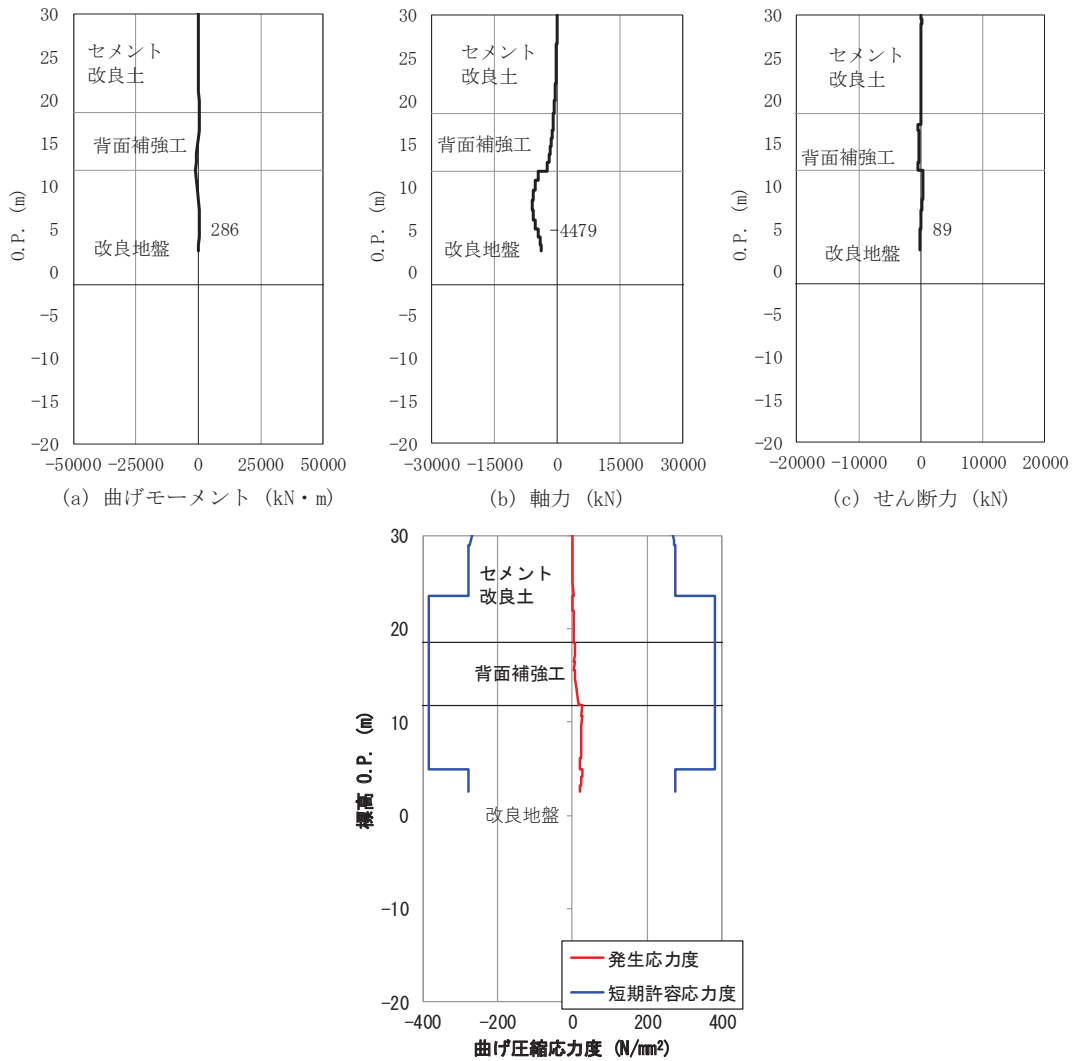 30
25
20
15
10
5
0
-5
-10
-15
-20
O.P. (m)
セメント
改良土
背面補強工
改良地盤
286
-50000 -25000 0 25000 50000
(a) 曲げモーメント (kN・m)
30
25
20
15
10
5
0
-5
-10
-15
-20
O.P. (m)
セメント
改良土
背面補強工
改良地盤
-4479
-30000 -15000 0 15000 30000
(b) 軸力 (kN)
30
25
20
15
10
5
0
-5
-10
-15
-20
O.P. (m)
セメント
改良土
背面補強工
改良地盤
89
-20000 -10000 0 10000 20000
(c) せん断力 (kN)
30
20
10
0
-10
-20
標高 O.P. (m)
セメント
改良土
背面補強工
改良地盤
発生応力度
短期許容応力度
-400 -200 0 200 400
曲げ圧縮応力度 (N/mm²)